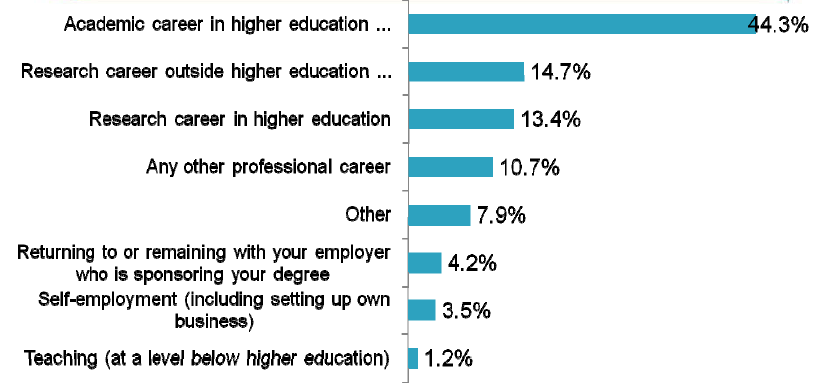 Academic career in higher education ... 44.3%
Research career outside higher education ... 14.7%
Research career in higher education 13.4%
Any other professional career 10.7%
Other 7.9%
Returning to or remaining with your employer
who is sponsoring your degree 4.2%
Self-employment (including setting up own
business) 3.5%
Teaching (at a level below higher education) 1.2%